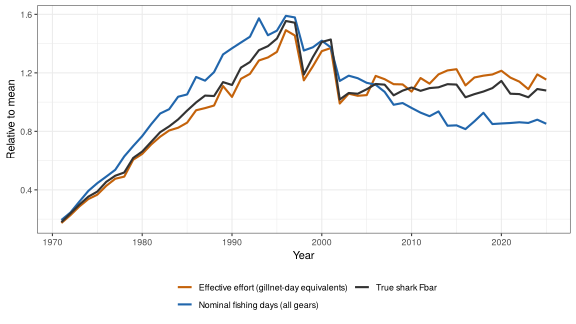 1.6
1.2
0.8
0.4
Relative to mean
1970
1980
1990
2000
2010
2020
Year
Effective effort (gillnet-day equivalents)
True shark Fbar
Nominal fishing days (all gears)